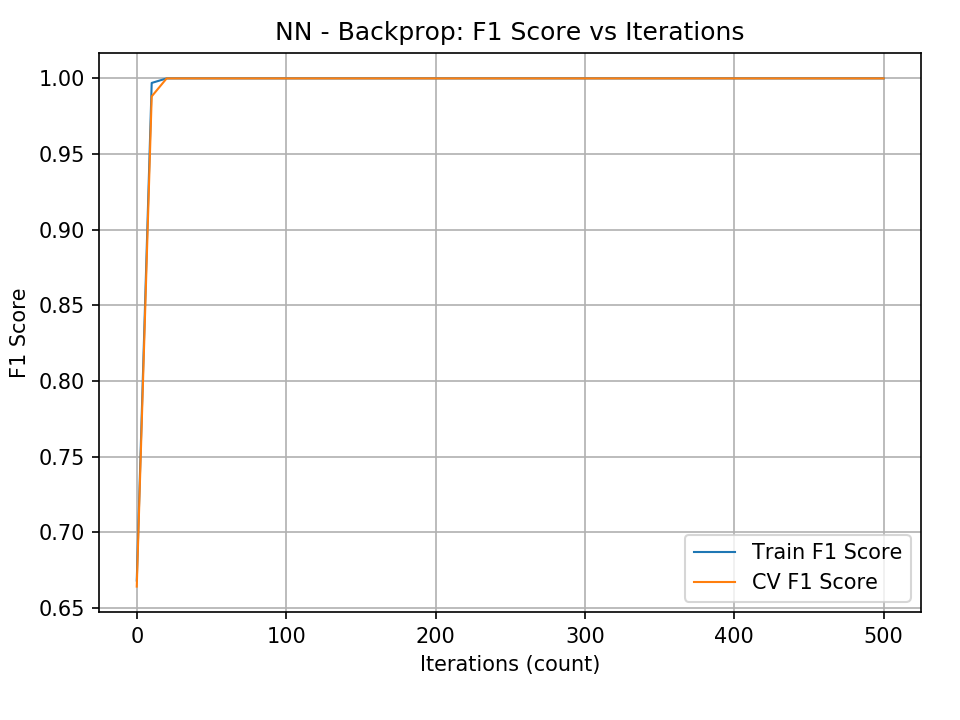 NN - Backprop: F1 Score vs Iterations
1.00
0.95
0.90
0.85
0.80
0.75
0.70
0.65
F1 Score
Train F1 Score
CV F1 Score
0 100 200 300 400 500
Iterations (count)